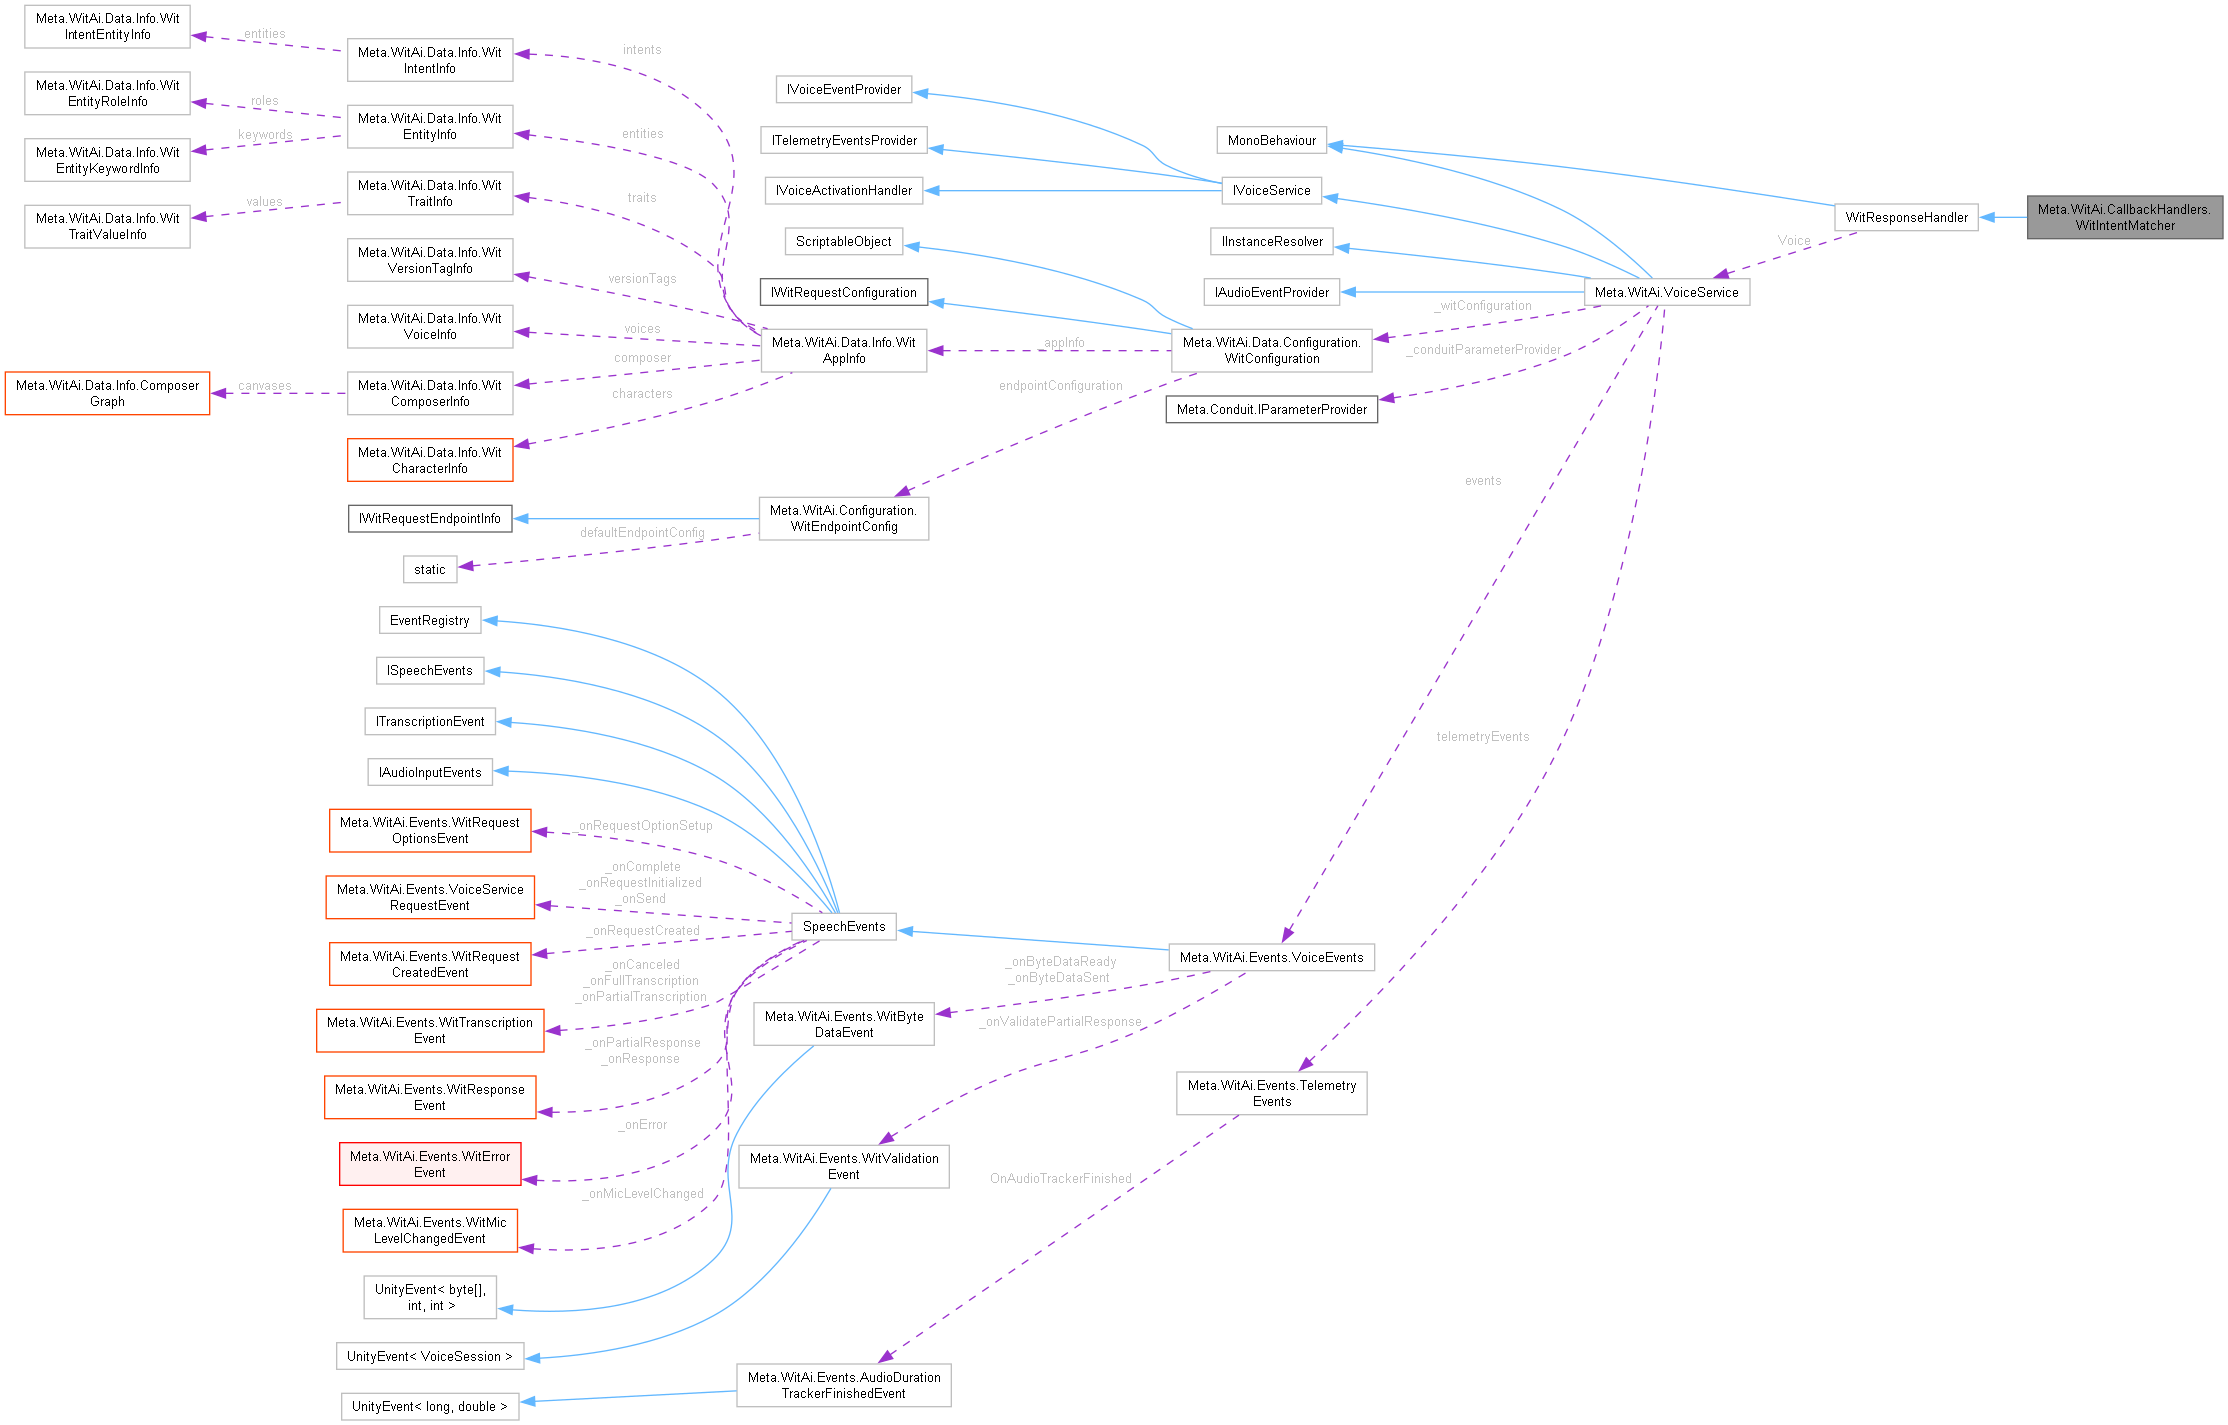 Meta.WitAi.Data.Info.Wit
IntentEntityInfo
entities
Meta.WitAi.Data.Info.Wit
IntentInfo
intents
Meta.WitAi.Data.Info.Wit
EntityRoleInfo
roles
keywords
Meta.WitAi.Data.Info.Wit
EntityInfo
entities
Meta.WitAi.Data.Info.Wit
EntityKeywordInfo
Meta.WitAi.Data.Info.Wit
TraitInfo
traits
values
Meta.WitAi.Data.Info.Wit
TraitValueInfo
Meta.WitAi.Data.Info.Wit
VersionTagInfo
versionTags
Meta.WitAi.Data.Info.Wit
VoiceInfo
voices
composer
Meta.WitAi.Data.Info.Composer
Graph
canvases
Meta.WitAi.Data.Info.Wit
ComposerInfo
characters
Meta.WitAi.Data.Info.Wit
CharacterInfo
IVoiceEventProvider
ITelemetryEventsProvider
IVoiceActivationHandler
ScriptableObject
IWitRequestConfiguration
Meta.WitAi.Data.Info.Wit
AppInfo
_appInfo
MonoBehaviour
IVoiceService
IInstanceResolver
IAudioEventProvider
Meta.WitAi.Data.Configuration.
WitConfiguration
_witConfiguration
_conduitParameterProvider
Meta.Conduit.IParameterProvider
endpointConfiguration
WitResponseHandler
Voice
Meta.WitAi.VoiceService
Meta.WitAi.CallbackHandlers.
WitIntentMatcher
IWitRequestEndpointInfo
Meta.WitAi.Configuration.
WitEndpointConfig
defaultEndpointConfig
static
events
telemetryEvents
EventRegistry
ISpeechEvents
ITranscriptionEvent
IAudioInputEvents
Meta.WitAi.Events.WitRequest
OptionsEvent
_onRequestOptionSetup
_onComplete
_onRequestInitialized
_onSend
Meta.WitAi.Events.VoiceService
RequestEvent
_onRequestCreated
SpeechEvents
Meta.WitAi.Events.WitRequest
CreatedEvent
_onCanceled
_onFullTranscription
_onPartialTranscription
Meta.WitAi.Events.WitTranscription
Event
_onPartialResponse
_onResponse
Meta.WitAi.Events.WitResponse
Event
_onError
Meta.WitAi.Events.WitError
Event
_onMicLevelChanged
Meta.WitAi.Events.WitMic
LevelChangedEvent
Meta.WitAi.Events.VoiceEvents
_onByteDataReady
_onByteDataSent
Meta.WitAi.Events.WitByte
DataEvent
_onValidatePartialResponse
Meta.WitAi.Events.Telemetry
Events
Meta.WitAi.Events.WitValidation
Event
OnAudioTrackerFinished
UnityEvent< byte[],
int, int >
UnityEvent< VoiceSession >
Meta.WitAi.Events.AudioDuration
TrackerFinishedEvent
UnityEvent< long, double >